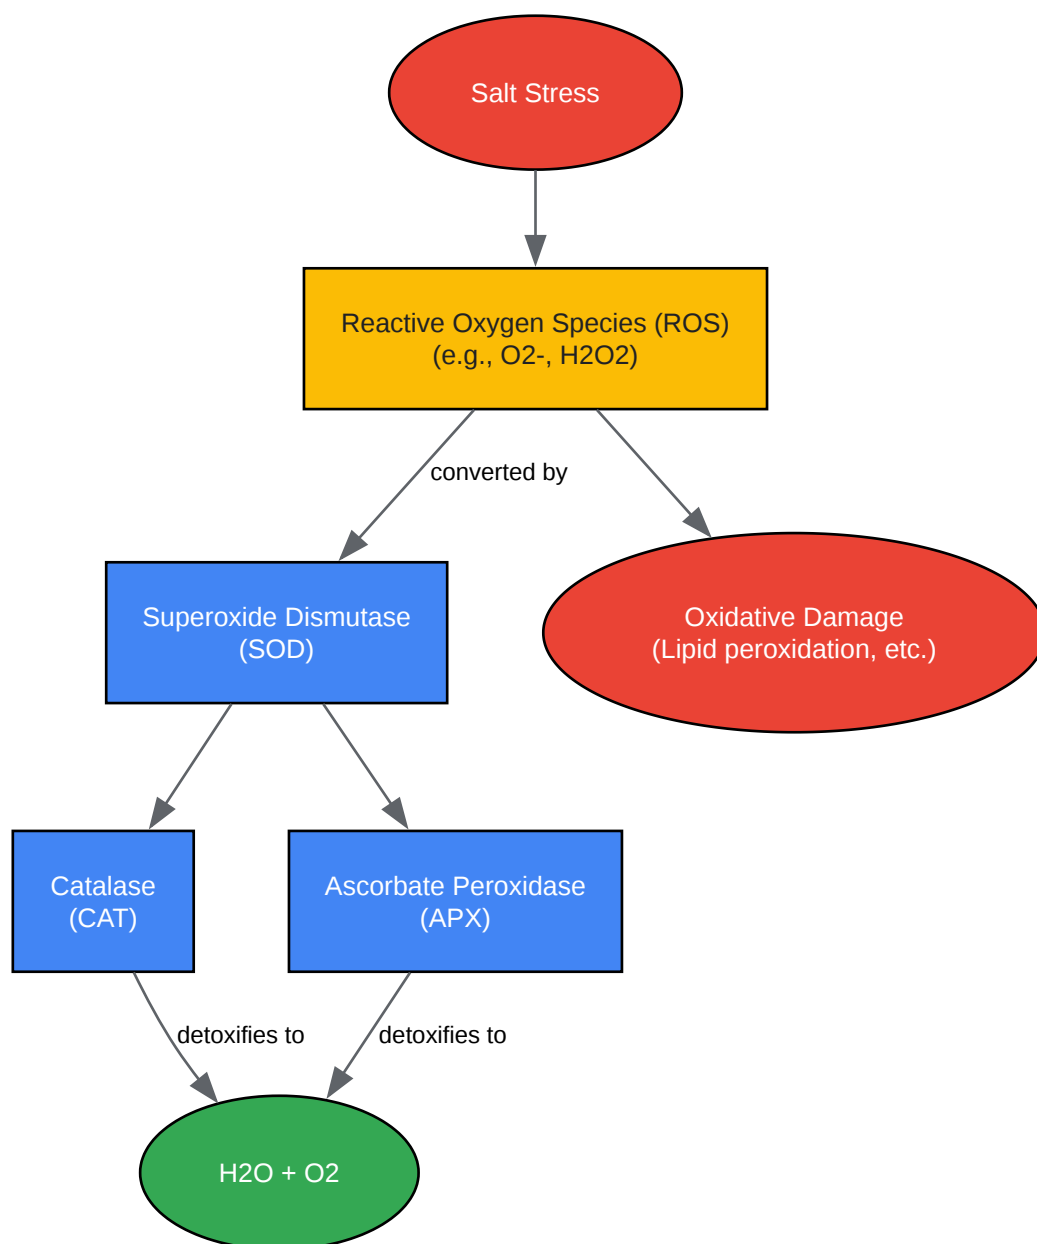 Salt Stress
Reactive Oxygen Species (ROS)
(e.g., O2-, H2O2)
converted by
Superoxide Dismutase
(SOD)
Oxidative Damage
(Lipid peroxidation, etc.)
Catalase
(CAT)
Ascorbate Peroxidase
(APX)
detoxifies to
detoxifies to
H2O + O2